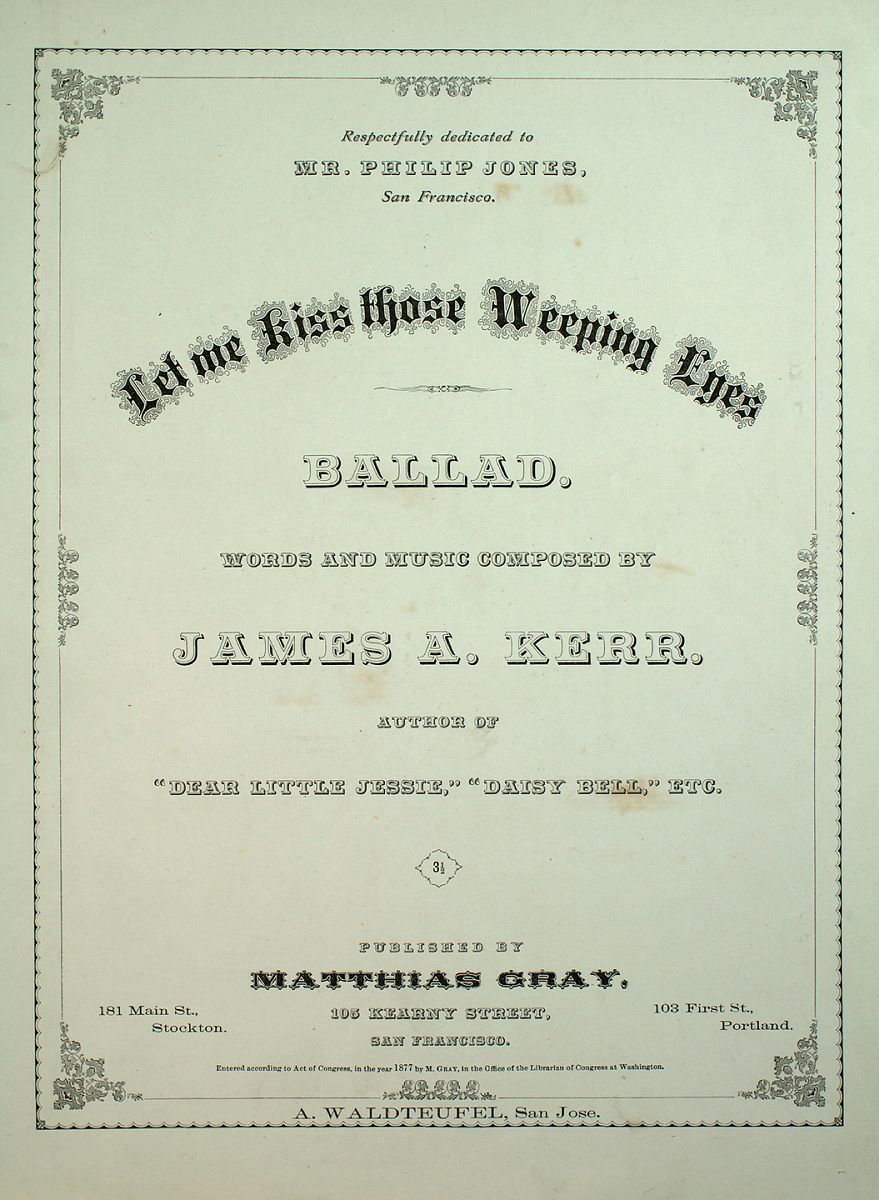 Respectfully dedicated to
MR. PHILIP JONES,
San Francisco.
Let me Kiss those Weeping Eyes
BALLAD.
WORDS AND MUSIC COMPOSED BY
JAMES A. KERR.
AUTHOR OF
“DEAR LITTLE JESSIE,” “DAISY BELL,” ETC.
3½
PUBLISHED BY
MATTHIAS GRAY,
105 KEARNY STREET,
SAN FRANCISCO.
181 Main St.,
Stockton.
103 First St.,
Portland.
Entered according to Act of Congress, in the year 1877 by M. GRAY, in the Office of the Librarian of Congress at Washington.
A. WALDTEUFEL, San Jose.